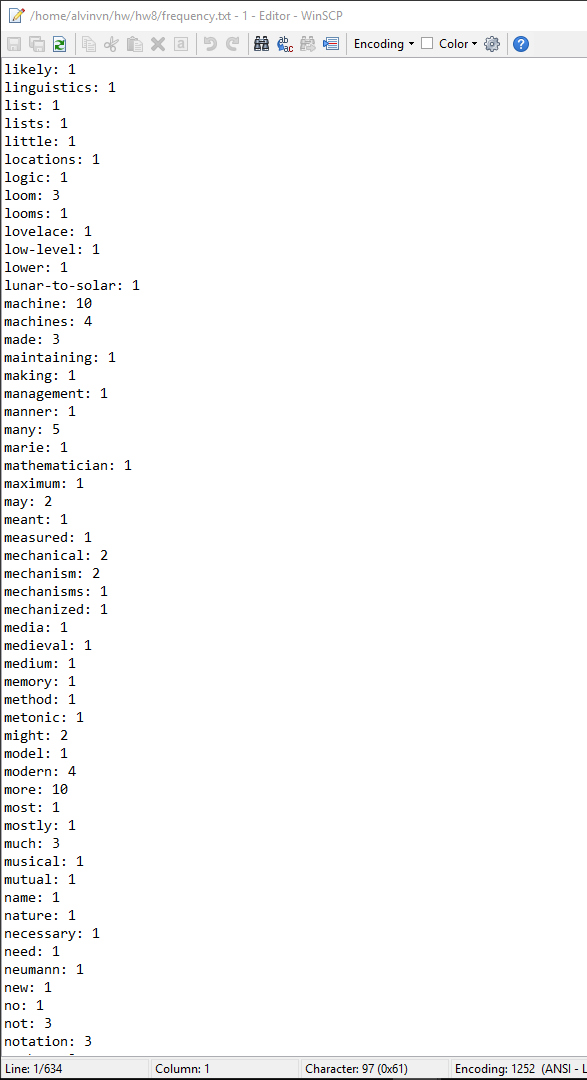 /home/alvinvn/hw/hw8/frequency.txt - 1 - Editor - WinSCP
Encoding Color
likely: 1
linguistics: 1
list: 1
lists: 1
little: 1
locations: 1
logic: 1
loom: 3
looms: 1
lovelace: 1
low-level: 1
lower: 1
lunar-to-solar: 1
machine: 10
machines: 4
made: 3
maintaining: 1
making: 1
management: 1
manner: 1
many: 5
marie: 1
mathematician: 1
maximum: 1
may: 2
meant: 1
measured: 1
mechanical: 2
mechanism: 2
mechanisms: 1
mechanized: 1
media: 1
medieval: 1
medium: 1
memory: 1
method: 1
metonic: 1
might: 2
model: 1
modern: 4
more: 10
most: 1
mostly: 1
much: 3
musical: 1
mutual: 1
name: 1
nature: 1
necessary: 1
need: 1
neumann: 1
new: 1
no: 1
not: 3
notation: 3
Line: 1/634 Column: 1 Character: 97 (0x61) Encoding: 1252 (ANSI - L